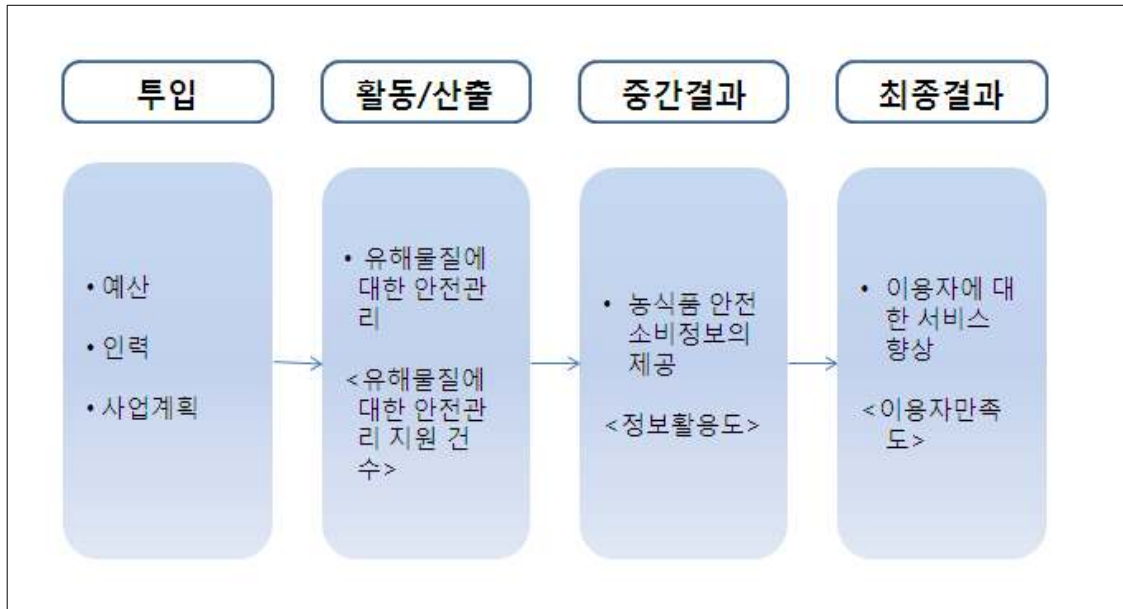 투입
활동/산출
중간결과
최종결과
• 예산
• 인력
• 사업계획
• 유해물질에
대한 안전관
리
<유해물질에
대한 안전관
리 지원 건
수>
• 농식품 안전
소비정보의
제공
<정보활용도>
• 이용자에 대
한 서비스
향상
<이용자만족
도>